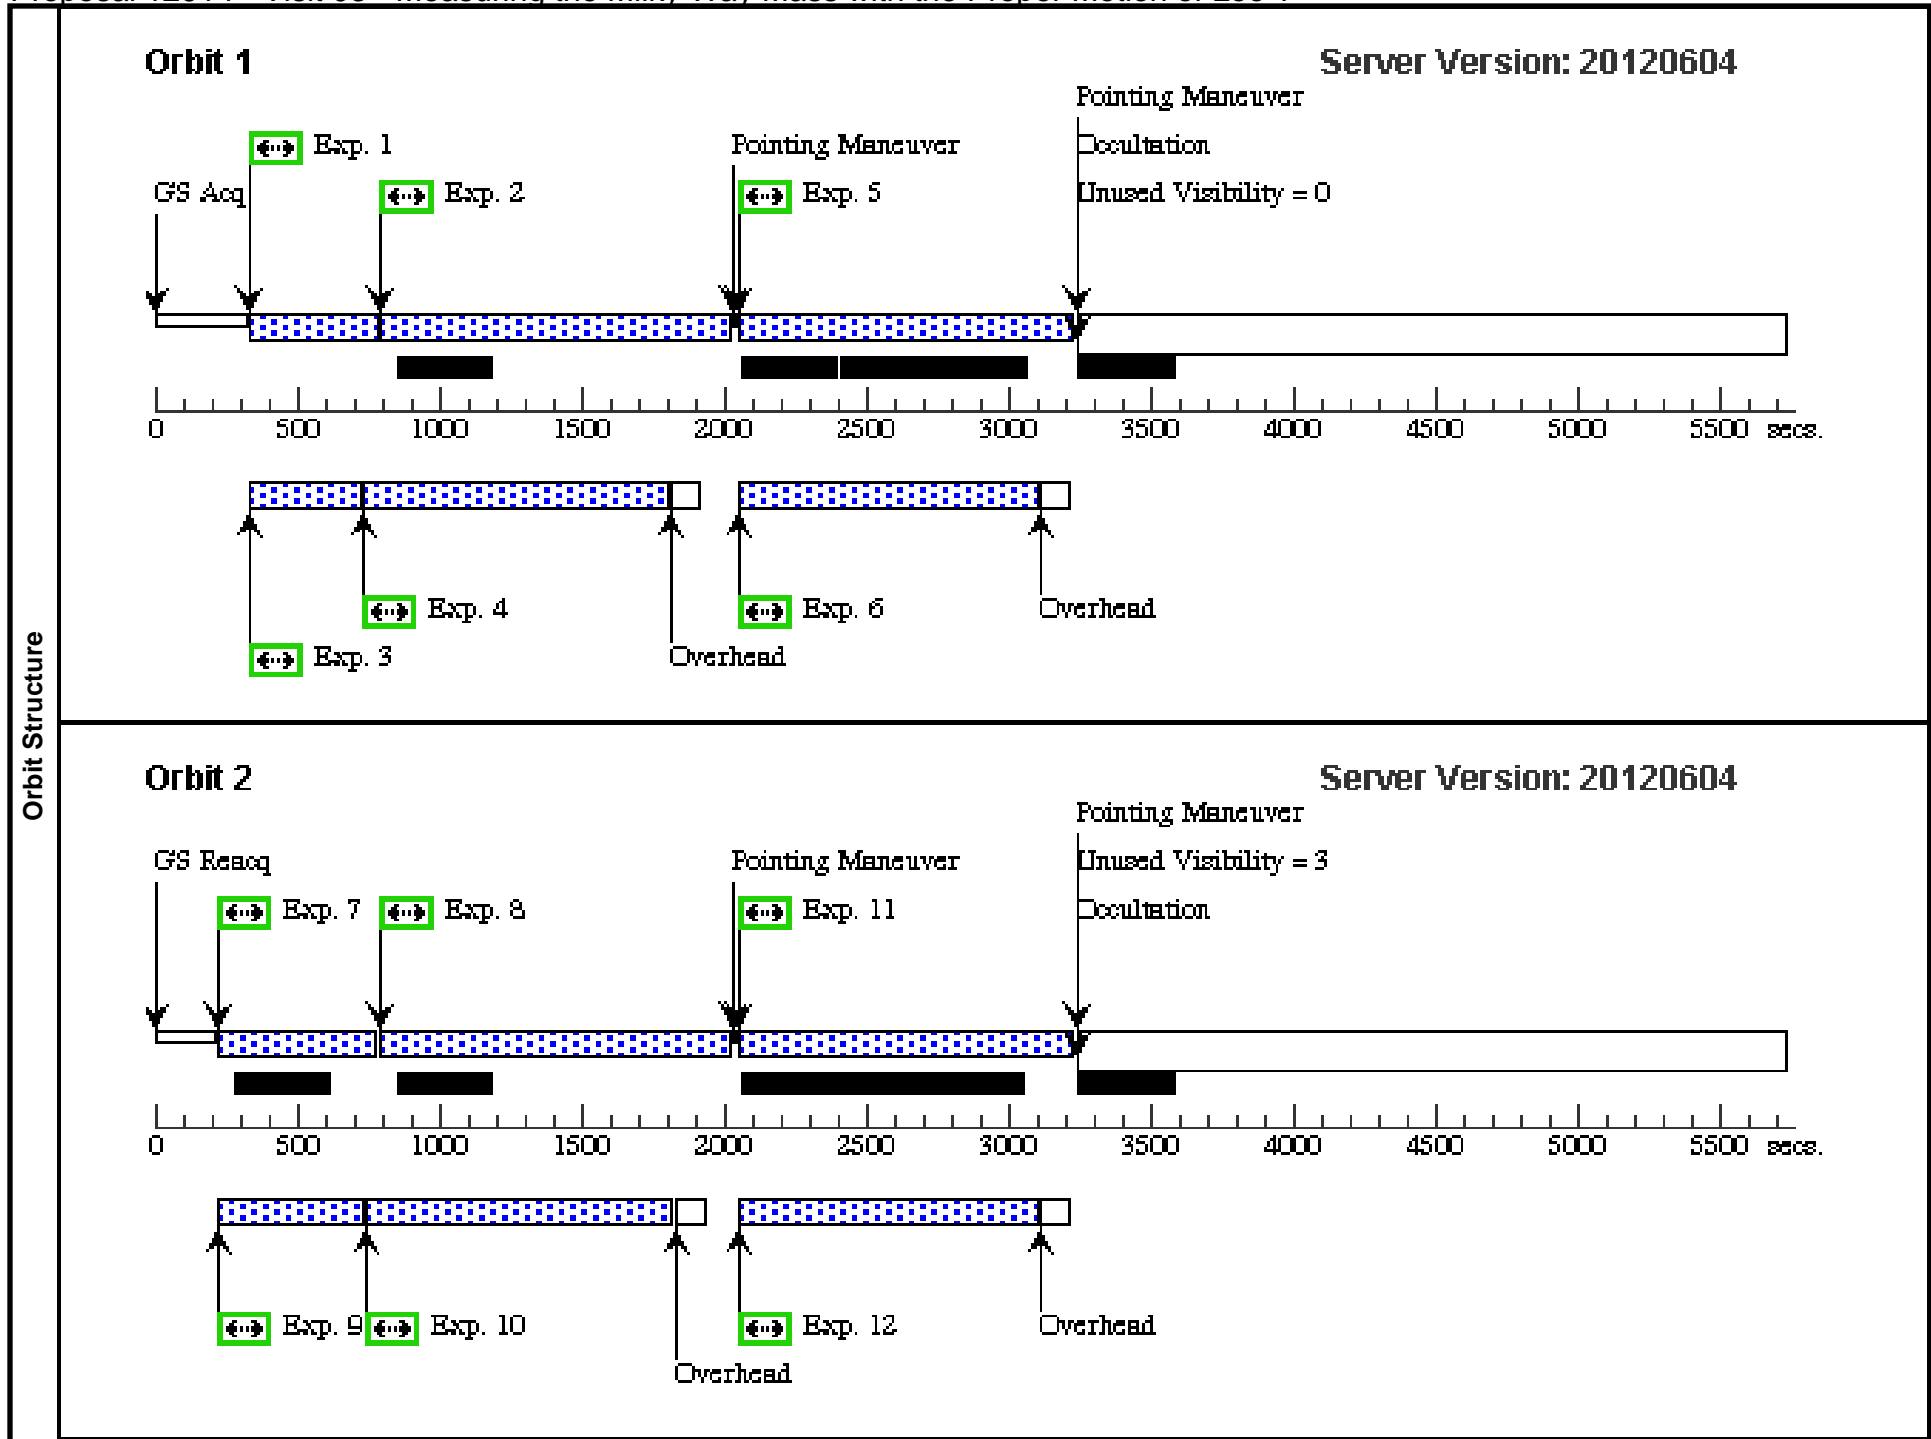 Orbit Structure
Orbit 1
Server Version: 20120604
Pointing Maneuver
Exp. 1
Pointing Maneuver
Occultation
GS Acq
Exp. 2
Exp. 5
Unused Visibility = 0
0 500 1000 1500 2000 2500 3000 3500 4000 4500 5000 5500 secs.
Exp. 4
Exp. 6
Overhead
Exp. 3
Overhead
Orbit 2
Server Version: 20120604
Pointing Maneuver
GS Reacq
Pointing Maneuver
Unused Visibility = 3
Exp. 7
Exp. 8
Exp. 11
Occultation
0 500 1000 1500 2000 2500 3000 3500 4000 4500 5000 5500 secs.
Exp. 9
Exp. 10
Exp. 12
Overhead
Overhead